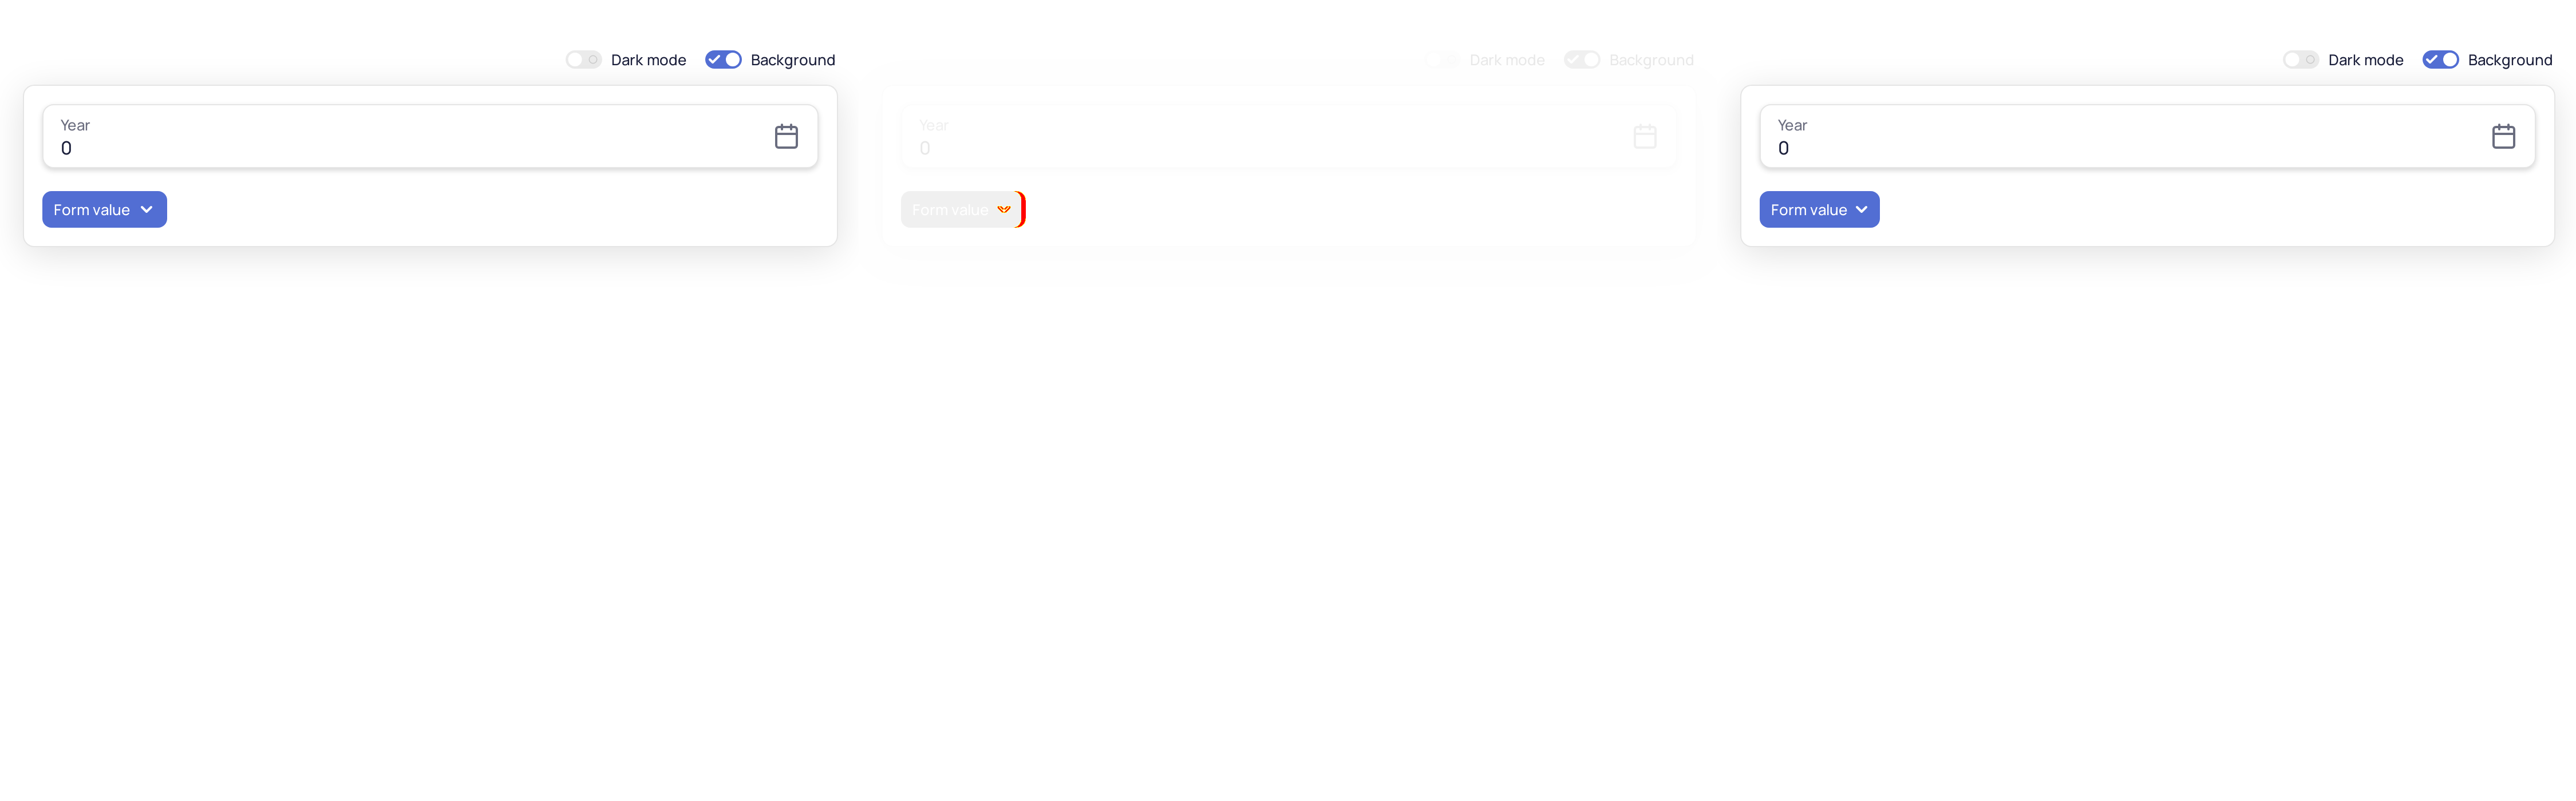 Dark mode Background
Year
0
Form value
Dark mode Background
Year
0
Form value
Dark mode Background
Year
0
Form value